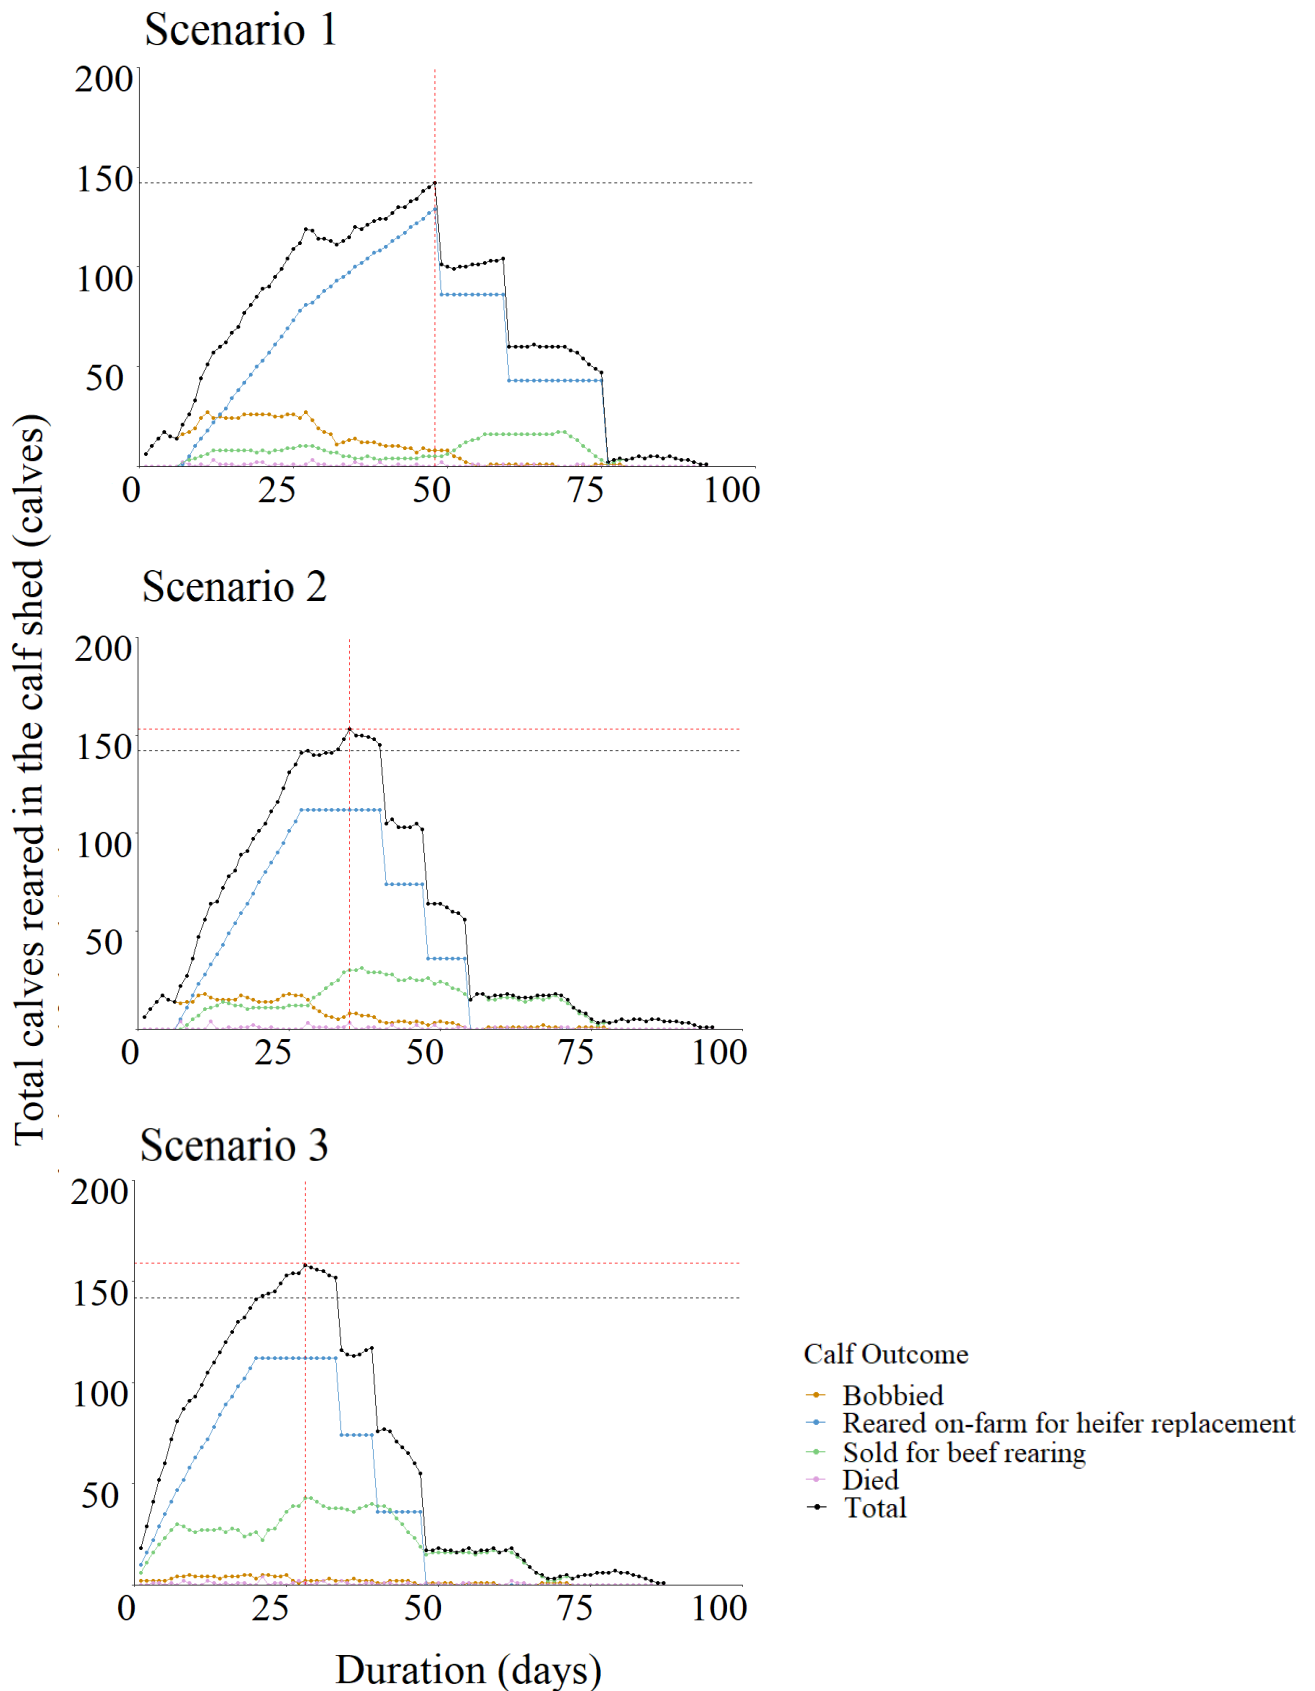 Scenario 1
200
150
100
50
0 25 50 75 100
Scenario 2
200
150
100
50
0 25 50 75 100
Scenario 3
200
150
100
50
0 25 50 75 100
Total calves reared in the calf shed (calves)
Duration (days)
Calf Outcome
Bobbied
Reared on-farm for heifer replacement
Sold for beef rearing
Died
Total